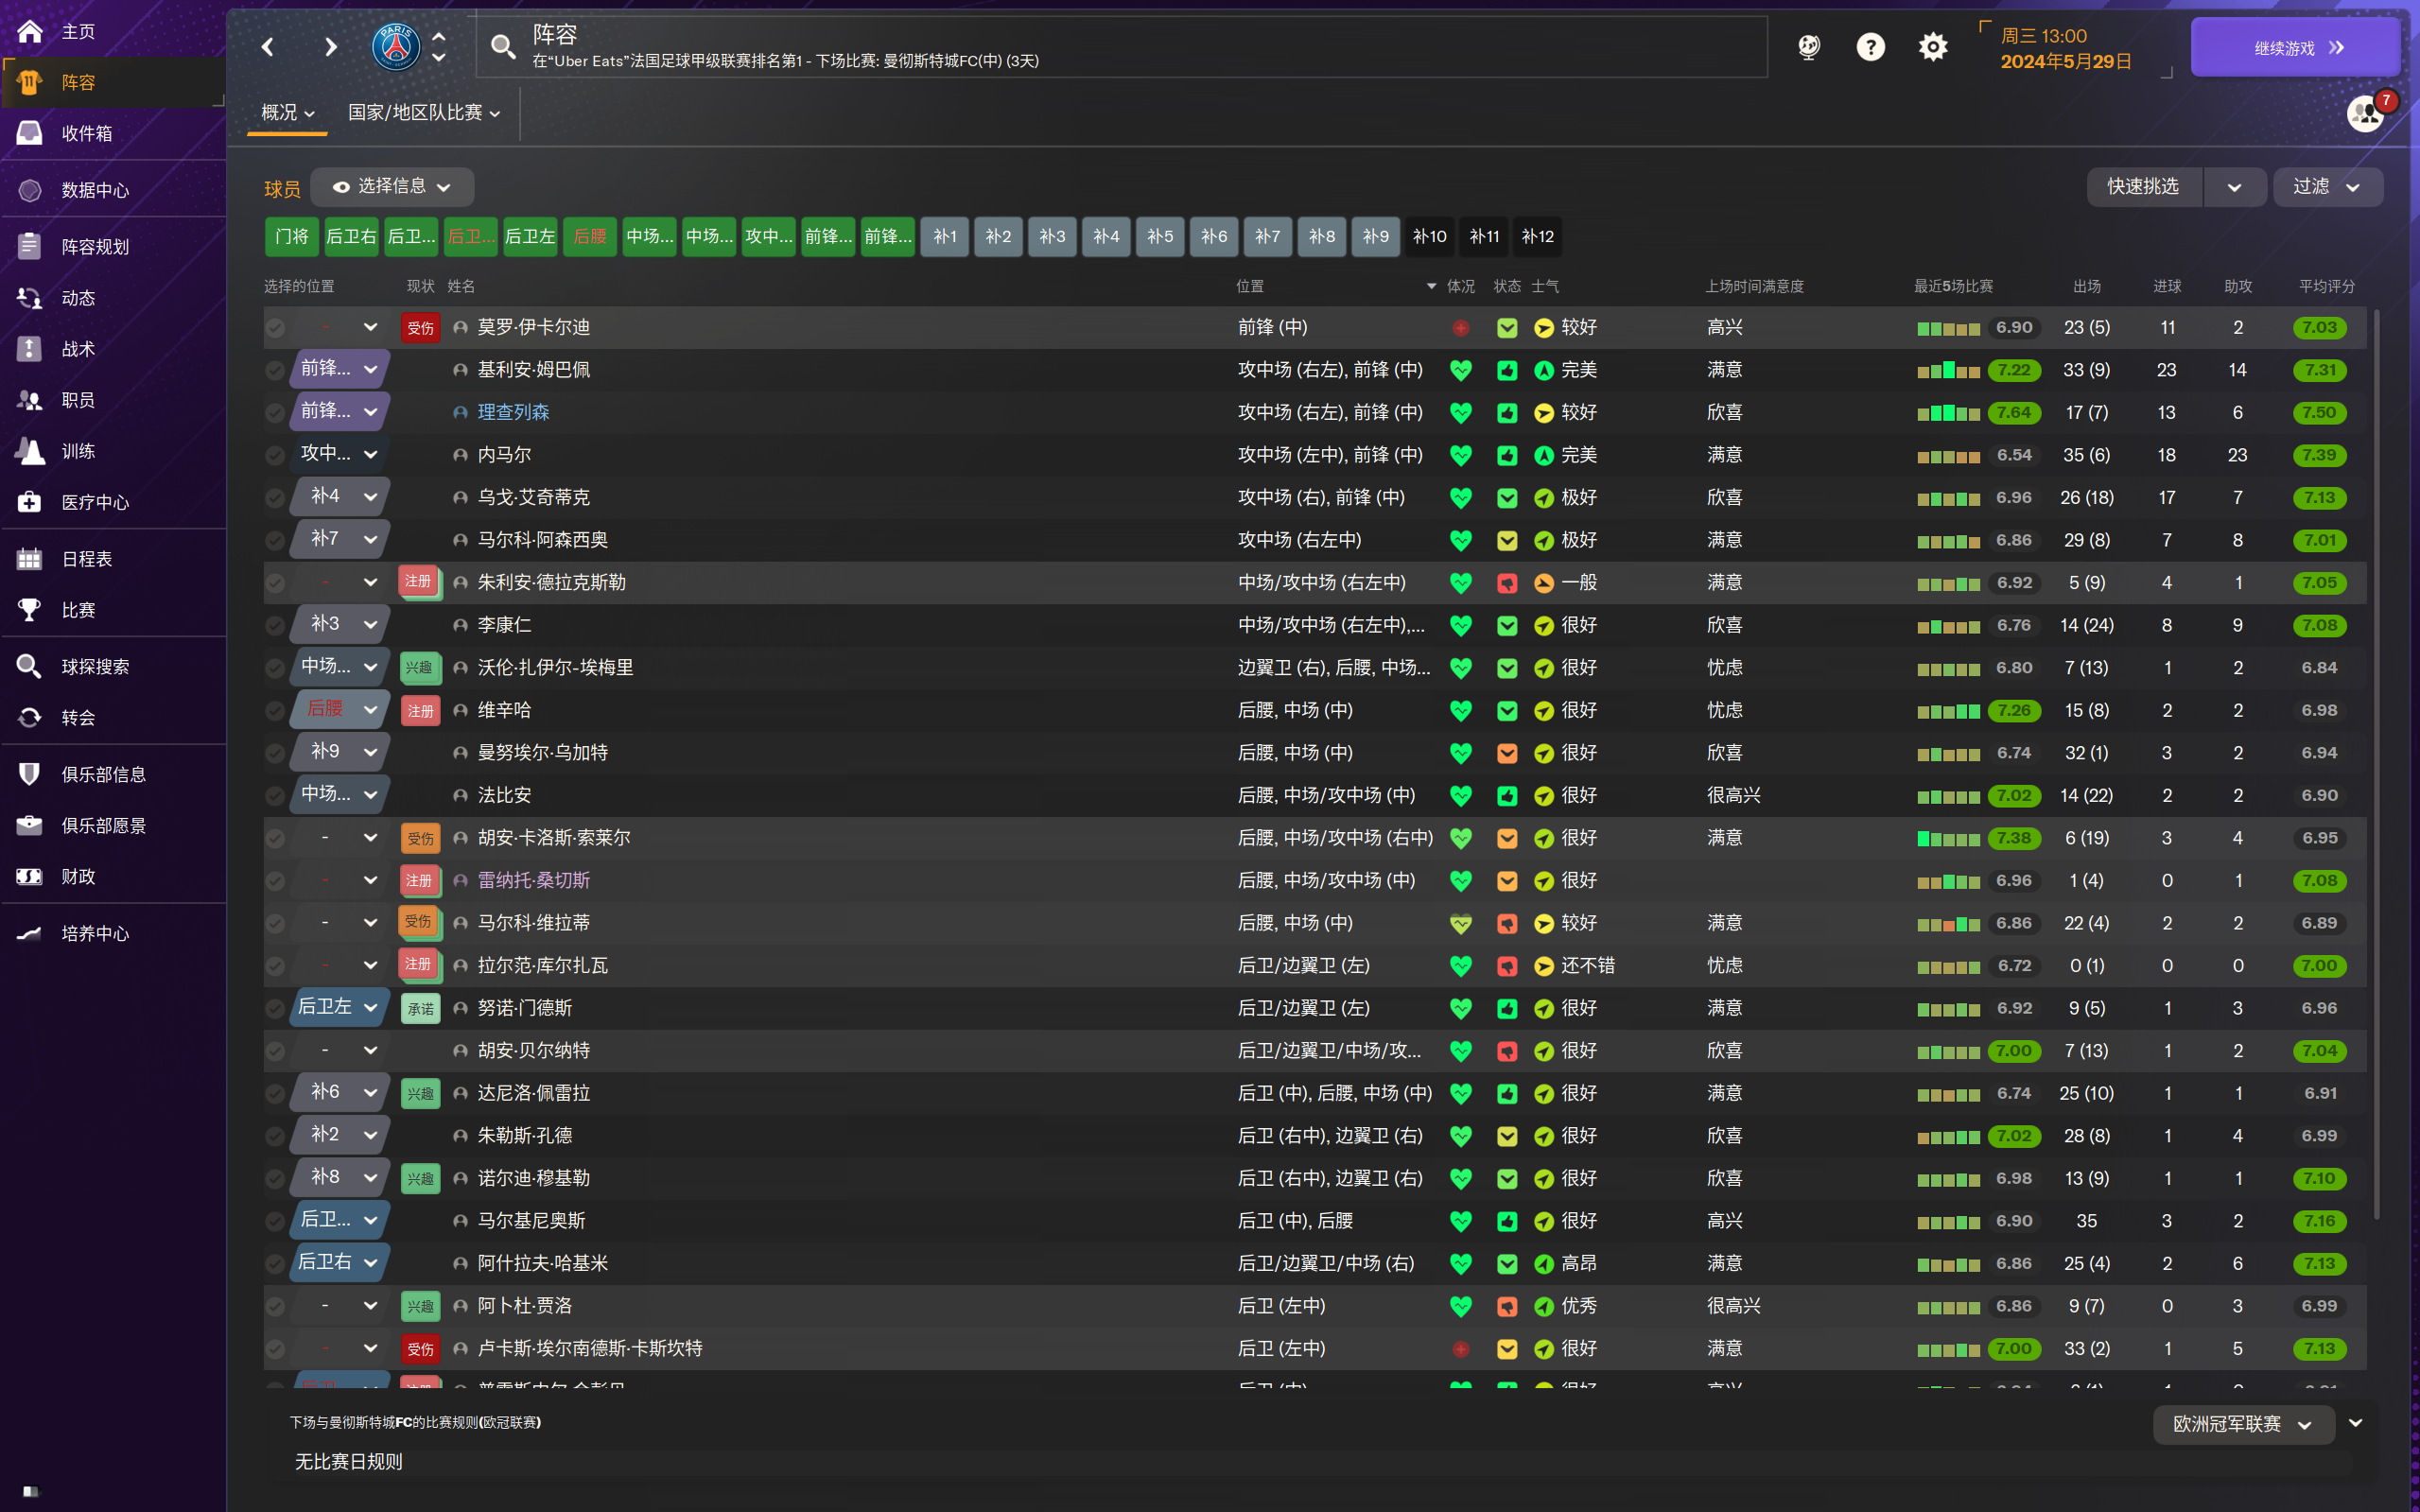 主页
阵容
收件箱
数据中心
阵容规划
动态
战术
职员
训练
医疗中心
日程表
比赛
球探搜索
转会
俱乐部信息
俱乐部愿景
财政
培养中心
PARIS
阵容
在“Uber Eats”法国足球甲级联赛排名第1 - 下场比赛: 曼彻斯特城FC(中) (3天)
周三 13:00
2024年5月29日
继续游戏
7
概况 国家/地区队比赛
球员 选择信息 快速挑选 过滤
门将 后卫右 后卫... 后卫... 后卫左 后腰 中场... 中场... 攻中... 前锋... 前锋... 补1 补2 补3 补4 补5 补6 补7 补8 补9 补10 补11 补12
选择的位置 现状 姓名 位置 体况 状态 士气 上场时间满意度 最近5场比赛 出场 进球 助攻 平均评分
- 受伤 莫罗·伊卡尔迪 前锋 (中) 较好 高兴 6.90 23 (5) 11 2 7.03
前锋... 基利安·姆巴佩 攻中场 (右左), 前锋 (中) 完美 满意 7.22 33 (9) 23 14 7.31
前锋... 理查列森 攻中场 (右左), 前锋 (中) 较好 欣喜 7.64 17 (7) 13 6 7.50
攻中... 内马尔 攻中场 (左中), 前锋 (中) 完美 满意 6.54 35 (6) 18 23 7.39
补4 乌戈·艾奇蒂克 攻中场 (右), 前锋 (中) 极好 欣喜 6.96 26 (18) 17 7 7.13
补7 马尔科·阿森西奥 攻中场 (右左中) 极好 满意 6.86 29 (8) 7 8 7.01
- 注册 朱利安·德拉克斯勒 中场/攻中场 (右左中) 一般 满意 6.92 5 (9) 4 1 7.05
补3 李康仁 中场/攻中场 (右左中),... 很好 欣喜 6.76 14 (24) 8 9 7.08
中场... 兴趣 沃伦·扎伊尔-埃梅里 边翼卫 (右), 后腰, 中场... 很好 忧虑 6.80 7 (13) 1 2 6.84
后腰 注册 维辛哈 后腰, 中场 (中) 很好 忧虑 7.26 15 (8) 2 2 6.98
补9 曼努埃尔·乌加特 后腰, 中场 (中) 很好 欣喜 6.74 32 (1) 3 2 6.94
中场... 法比安 后腰, 中场/攻中场 (中) 很好 很高兴 7.02 14 (22) 2 2 6.90
- 受伤 胡安·卡洛斯·索莱尔 后腰, 中场/攻中场 (右中) 很好 满意 7.38 6 (19) 3 4 6.95
- 注册 雷纳托·桑切斯 后腰, 中场/攻中场 (中) 很好 6.96 1 (4) 0 1 7.08
- 受伤 马尔科·维拉蒂 后腰, 中场 (中) 较好 满意 6.86 22 (4) 2 2 6.89
- 注册 拉尔范·库尔扎瓦 后卫/边翼卫 (左) 还不错 忧虑 6.72 0 (1) 0 0 7.00
后卫左 承诺 努诺·门德斯 后卫/边翼卫 (左) 很好 满意 6.92 9 (5) 1 3 6.96
- 胡安·贝尔纳特 后卫/边翼卫/中场/攻... 很好 欣喜 7.00 7 (13) 1 2 7.04
补6 兴趣 达尼洛·佩雷拉 后卫 (中), 后腰, 中场 (中) 很好 满意 6.74 25 (10) 1 1 6.91
补2 朱勒斯·孔德 后卫 (右中), 边翼卫 (右) 很好 欣喜 7.02 28 (8) 1 4 6.99
补8 兴趣 诺尔迪·穆基勒 后卫 (右中), 边翼卫 (右) 很好 欣喜 6.98 13 (9) 1 1 7.10
后卫... 马尔基尼奥斯 后卫 (中), 后腰 很好 高兴 6.90 35 3 2 7.16
后卫右 阿什拉夫·哈基米 后卫/边翼卫/中场 (右) 高昂 满意 6.86 25 (4) 2 6 7.13
- 兴趣 阿卜杜·贾洛 后卫 (左中) 优秀 很高兴 6.86 9 (7) 0 3 6.99
- 受伤 卢卡斯·埃尔南德斯·卡斯坎特 后卫 (左中) 很好 满意 7.00 33 (2) 1 5 7.13
下场与曼彻斯特城FC的比赛规则(欧冠联赛)
欧洲冠军联赛
无比赛日规则